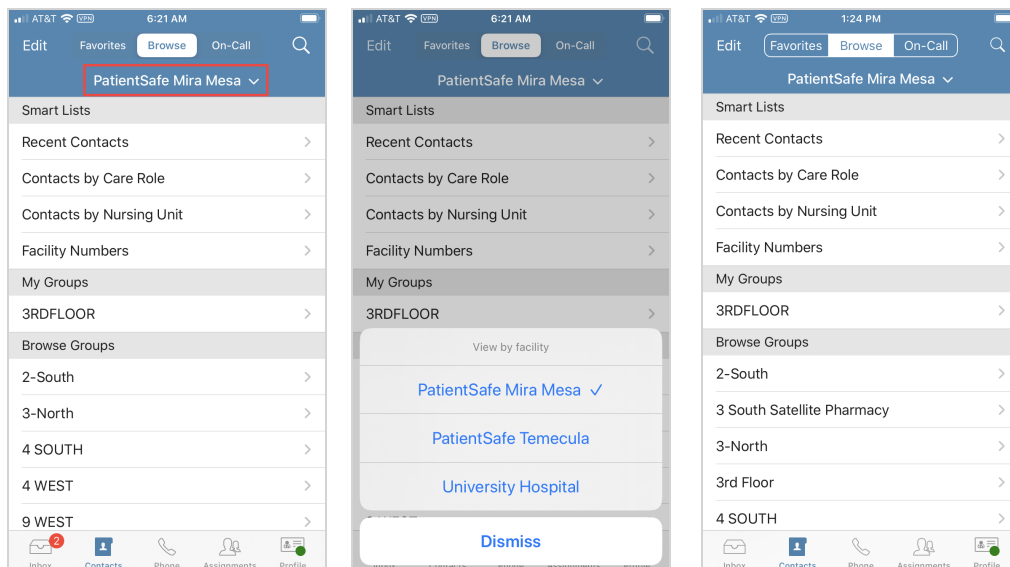 AT&T VPN 6:21 AM
Edit Favorites Browse On-Call
PatientSafe Mira Mesa
Smart Lists
Recent Contacts
Contacts by Care Role
Contacts by Nursing Unit
Facility Numbers
My Groups
3RDFLOOR
Browse Groups
2-South
3-North
4 SOUTH
4 WEST
9 WEST
2
Inbox Contacts Phone Assignments Profile
AT&T VPN 6:21 AM
Edit Favorites Browse On-Call
PatientSafe Mira Mesa
Smart Lists
Recent Contacts
Contacts by Care Role
Contacts by Nursing Unit
Facility Numbers
My Groups
3RDFLOOR
View by facility
PatientSafe Mira Mesa ✓
PatientSafe Temecula
University Hospital
Dismiss
AT&T VPN 1:24 PM
Edit Favorites Browse On-Call
PatientSafe Mira Mesa
Smart Lists
Recent Contacts
Contacts by Care Role
Contacts by Nursing Unit
Facility Numbers
My Groups
3RDFLOOR
Browse Groups
2-South
3 South Satellite Pharmacy
3-North
3rd Floor
4 SOUTH
Inbox Contacts Phone Assignments Profile